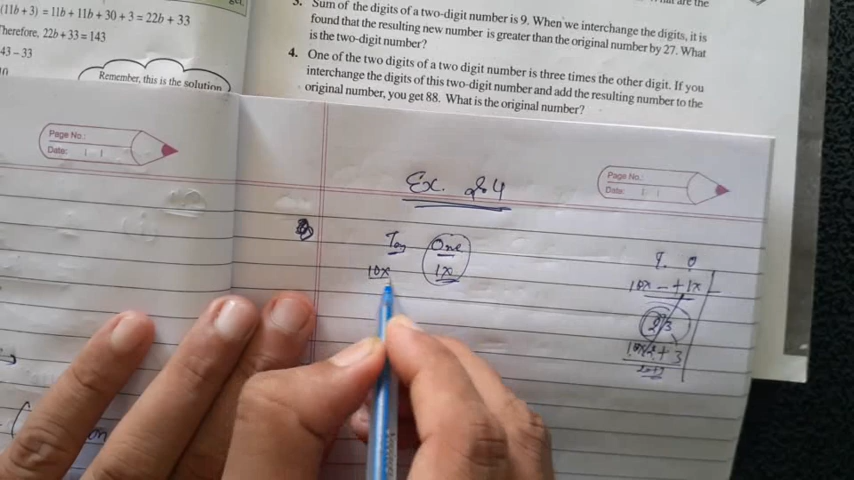 (11b + 3) = 11b + 11b + 30 + 3 = 22b + 33
Therefore, 22b + 33 = 143
43 – 33
Remember, this is the solution
3. Sum of the digits of a two-digit number is 9. When we interchange the digits, it is
found that the resulting new number is greater than the original number by 27. What
is the two-digit number?
4. One of the two digits of a two digit number is three times the other digit. If you
interchange the digits of this two-digit number and add the resulting number to the
original number, you get 88. What is the original number?
Page No.:
Date:
Page No.:
Date:
Ex. 2.4
One
10x 1x
10x – + 1x
23
+ 3